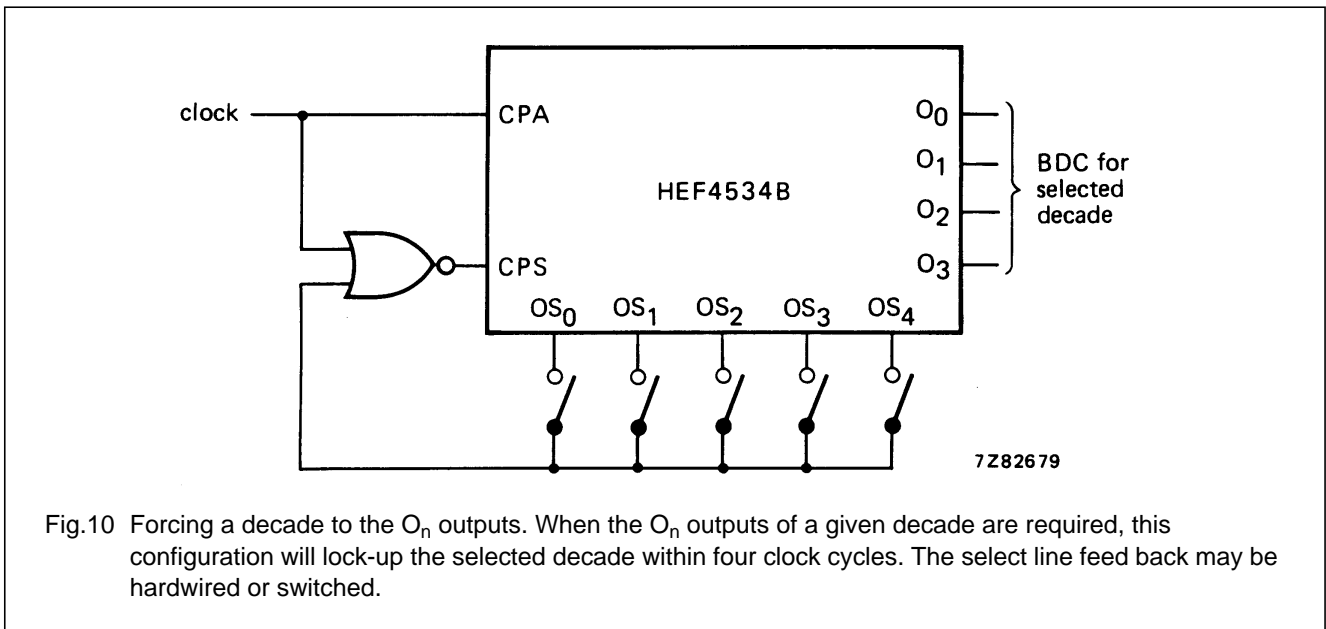 clock
CPA
HEF4534B
O0
O1
O2
O3
BDC for
selected
decade
CPS
OS0 OS1 OS2 OS3 OS4
7Z82679
Fig.10 Forcing a decade to the On outputs. When the On outputs of a given decade are required, this
configuration will lock-up the selected decade within four clock cycles. The select line feed back may be
hardwired or switched.